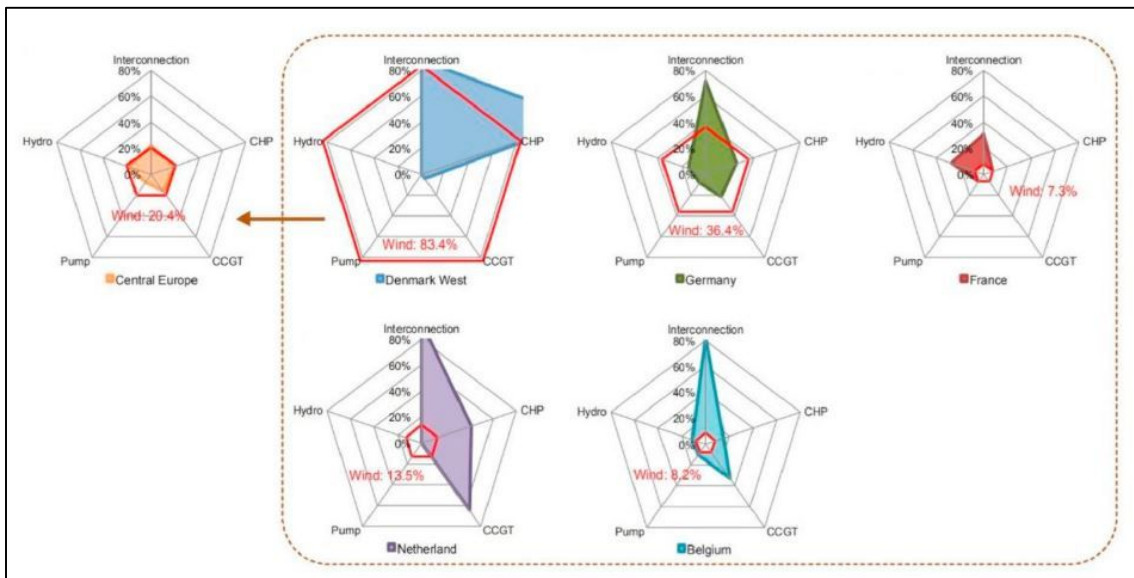 Interconnection
80%
60%
40%
20%
0%
CHP
CCGT
Pump
Hydro
Wind: 20.4%
Central Europe
Interconnection
80%
60%
40%
20%
0%
CHP
CCGT
Pump
Hydro
Wind: 83.4%
Denmark West
Interconnection
80%
60%
40%
20%
0%
CHP
CCGT
Pump
Hydro
Wind: 36.4%
Germany
Interconnection
80%
60%
40%
20%
0%
CHP
CCGT
Pump
Hydro
Wind: 7.3%
France
Interconnection
80%
60%
40%
20%
0%
CHP
CCGT
Pump
Hydro
Wind: 13.5%
Netherland
Interconnection
80%
60%
40%
20%
0%
CHP
CCGT
Pump
Hydro
Wind: 8.2%
Belgium